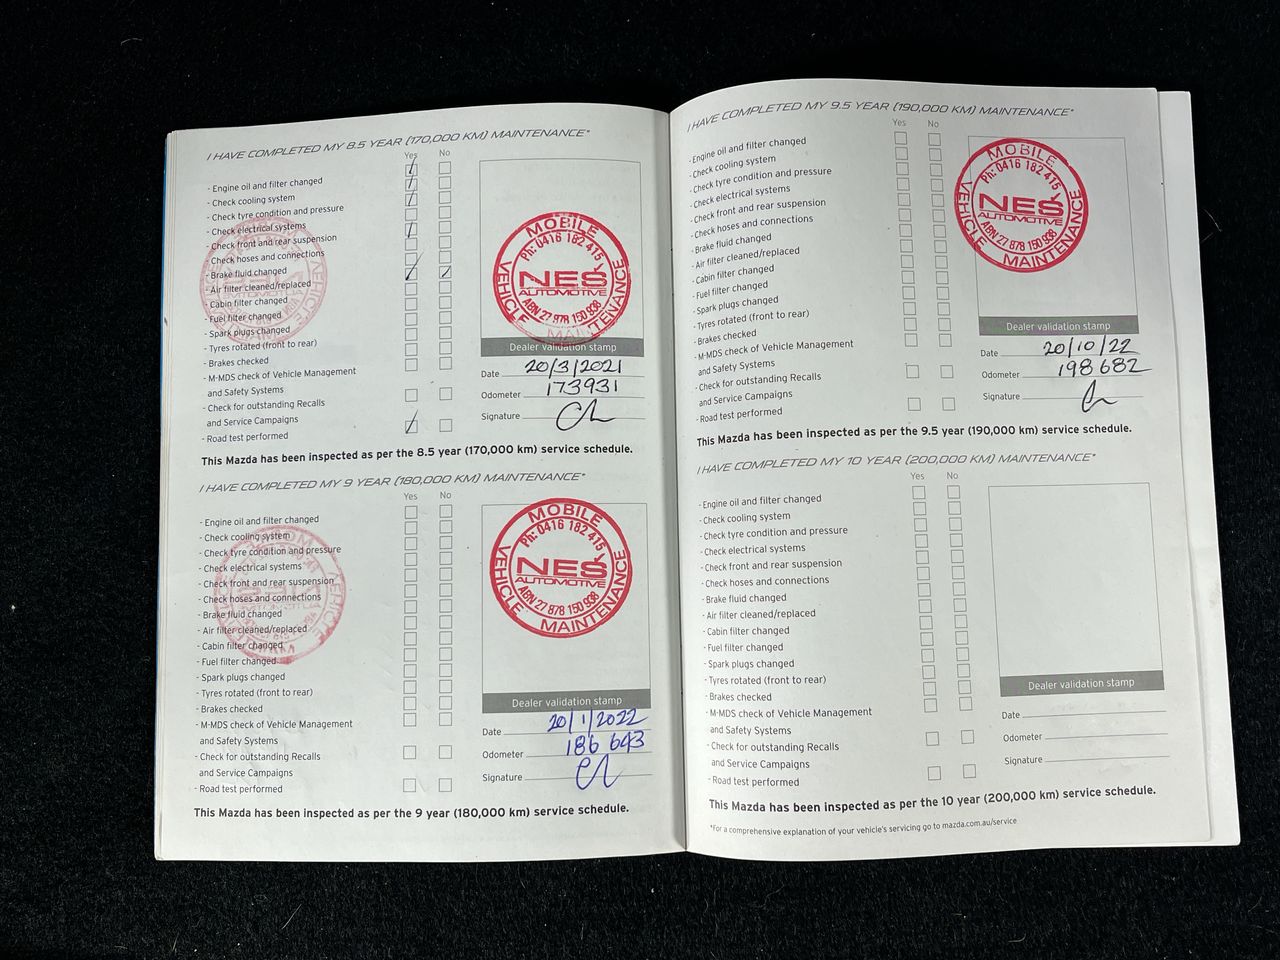 I HAVE COMPLETED MY 8.5 YEAR (170,000 KM) MAINTENANCE*
Yes No
- Engine oil and filter changed
- Check cooling system
- Check tyre condition and pressure
- Check electrical systems
- Check front and rear suspension
- Check hoses and connections
- Brake fluid changed
- Air filter cleaned/replaced
- Cabin filter changed
- Fuel filter changed
- Spark plugs changed
- Tyres rotated (front to rear)
- Brakes checked
- M-MDS check of Vehicle Management
and Safety Systems
- Check for outstanding Recalls
and Service Campaigns
- Road test performed
MOBILE
Ph: 0416 182 415
NES
AUTOMOTIVE
ABN 27 878 150 938
VEHICLE MAINTENANCE
Dealer validation stamp
Date 20/3/2021
Odometer 173931
Signature
This Mazda has been inspected as per the 8.5 year (170,000 km) service schedule.
I HAVE COMPLETED MY 9 YEAR (180,000 KM) MAINTENANCE*
Yes No
- Engine oil and filter changed
- Check cooling system
- Check tyre condition and pressure
- Check electrical systems
- Check front and rear suspension
- Check hoses and connections
- Brake fluid changed
- Air filter cleaned/replaced
- Cabin filter changed
- Fuel filter changed
- Spark plugs changed
- Tyres rotated (front to rear)
- Brakes checked
- M-MDS check of Vehicle Management
and Safety Systems
- Check for outstanding Recalls
and Service Campaigns
- Road test performed
MOBILE
Ph: 0416 182 415
NES
AUTOMOTIVE
ABN 27 878 150 938
VEHICLE MAINTENANCE
Dealer validation stamp
Date 20/1/2022
Odometer 186 643
Signature
This Mazda has been inspected as per the 9 year (180,000 km) service schedule.
I HAVE COMPLETED MY 9.5 YEAR (190,000 KM) MAINTENANCE*
Yes No
- Engine oil and filter changed
- Check cooling system
- Check tyre condition and pressure
- Check electrical systems
- Check front and rear suspension
- Check hoses and connections
- Brake fluid changed
- Air filter cleaned/replaced
- Cabin filter changed
- Fuel filter changed
- Spark plugs changed
- Tyres rotated (front to rear)
- Brakes checked
- M-MDS check of Vehicle Management
and Safety Systems
- Check for outstanding Recalls
and Service Campaigns
- Road test performed
MOBILE
Ph: 0416 182 415
NES
AUTOMOTIVE
ABN 27 878 150 938
VEHICLE MAINTENANCE
Dealer validation stamp
Date 20/10/22
Odometer 198 682
Signature
This Mazda has been inspected as per the 9.5 year (190,000 km) service schedule.
I HAVE COMPLETED MY 10 YEAR (200,000 KM) MAINTENANCE*
Yes No
- Engine oil and filter changed
- Check cooling system
- Check tyre condition and pressure
- Check electrical systems
- Check front and rear suspension
- Check hoses and connections
- Brake fluid changed
- Air filter cleaned/replaced
- Cabin filter changed
- Fuel filter changed
- Spark plugs changed
- Tyres rotated (front to rear)
- Brakes checked
- M-MDS check of Vehicle Management
and Safety Systems
- Check for outstanding Recalls
and Service Campaigns
- Road test performed
Dealer validation stamp
Date
Odometer
Signature
This Mazda has been inspected as per the 10 year (200,000 km) service schedule.
*For a comprehensive explanation of your vehicle's servicing go to mazda.com.au/service